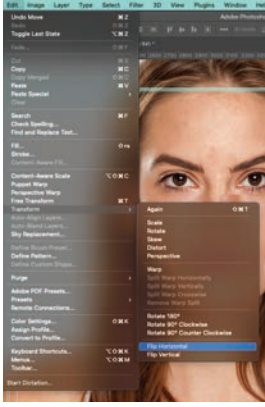 Edit Image Layer Type Select Filter 3D View Plugins Window Help
Adobe Photosh
Undo Move ⌘Z
Redo
Toggle Last State ⌥⌘Z
Fade...
Cut
Copy ⌘C
Copy Merged
Paste ⌘V
Paste Special ›
Clear
Search ⌘F
Check Spelling...
Find and Replace Text...
Fill...
Stroke...
Content-Aware Fill...
Content-Aware Scale ⌥⇧⌘C
Puppet Warp
Perspective Warp
Free Transform ⌘T
Transform ›
Auto-Align Layers...
Auto-Blend Layers...
Sky Replacement...
Define Brush Preset...
Define Pattern...
Define Custom Shape...
Purge ›
Adobe PDF Presets...
Presets ›
Remote Connections...
Color Settings... ⇧⌘K
Assign Profile...
Convert to Profile...
Keyboard Shortcuts... ⌥⇧⌘K
Menus... ⌥⇧⌘M
Toolbar...
Start Dictation...
Again ⇧⌘T
Scale
Rotate
Skew
Distort
Perspective
Warp
Split Warp Horizontally
Split Warp Vertically
Split Warp Crosswise
Remove Warp Split
Rotate 180°
Rotate 90° Clockwise
Rotate 90° Counter Clockwise
Flip Horizontal
Flip Vertical